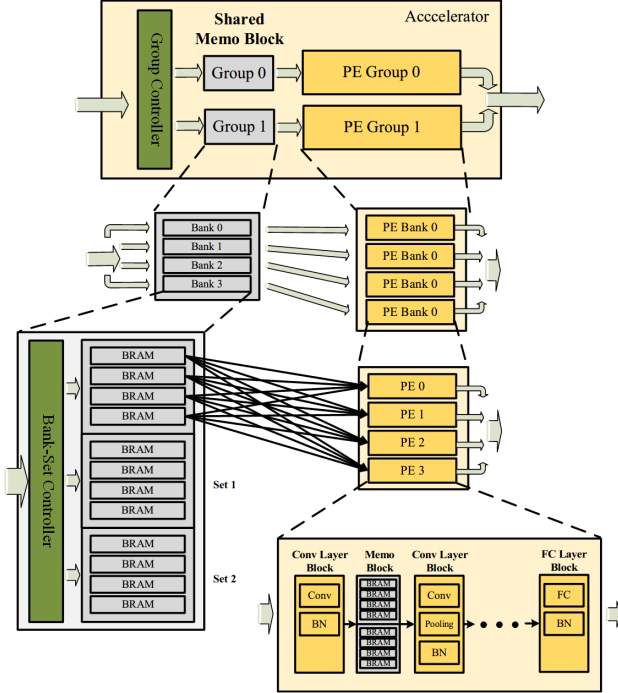 Acccelerator
Shared
Memo Block
Group Controller
Group 0
PE Group 0
Group 1
PE Group 1
Bank 0
Bank 1
Bank 2
Bank 3
PE Bank 0
PE Bank 0
PE Bank 0
PE Bank 0
Bank-Set Controller
BRAM
BRAM
BRAM
BRAM
BRAM
BRAM
BRAM
BRAM
Set 1
BRAM
BRAM
BRAM
BRAM
Set 2
PE 0
PE 1
PE 2
PE 3
Conv Layer
Block
Conv
BN
Memo
Block
BRAM
BRAM
BRAM
BRAM
BRAM
BRAM
BRAM
BRAM
Conv Layer
Block
Conv
Pooling
BN
FC Layer
Block
FC
BN